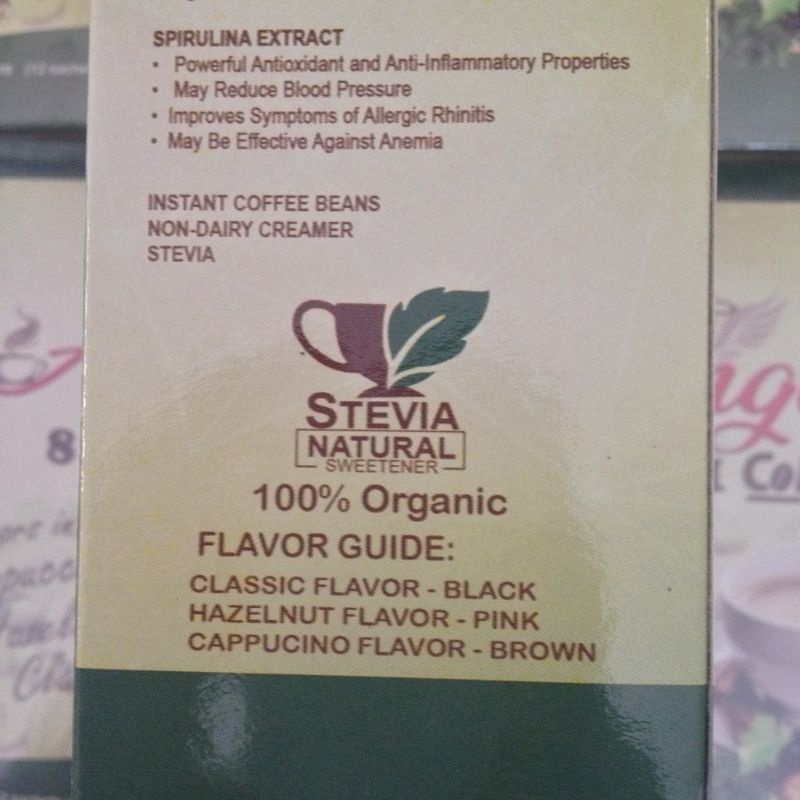 SPIRULINA EXTRACT
• Powerful Antioxidant and Anti-Inflammatory Properties
• May Reduce Blood Pressure
• Improves Symptoms of Allergic Rhinitis
• May Be Effective Against Anemia
INSTANT COFFEE BEANS
NON-DAIRY CREAMER
STEVIA
STEVIA
NATURAL
SWEETENER
100% Organic
FLAVOR GUIDE:
CLASSIC FLAVOR - BLACK
HAZELNUT FLAVOR - PINK
CAPPUCINO FLAVOR - BROWN
8